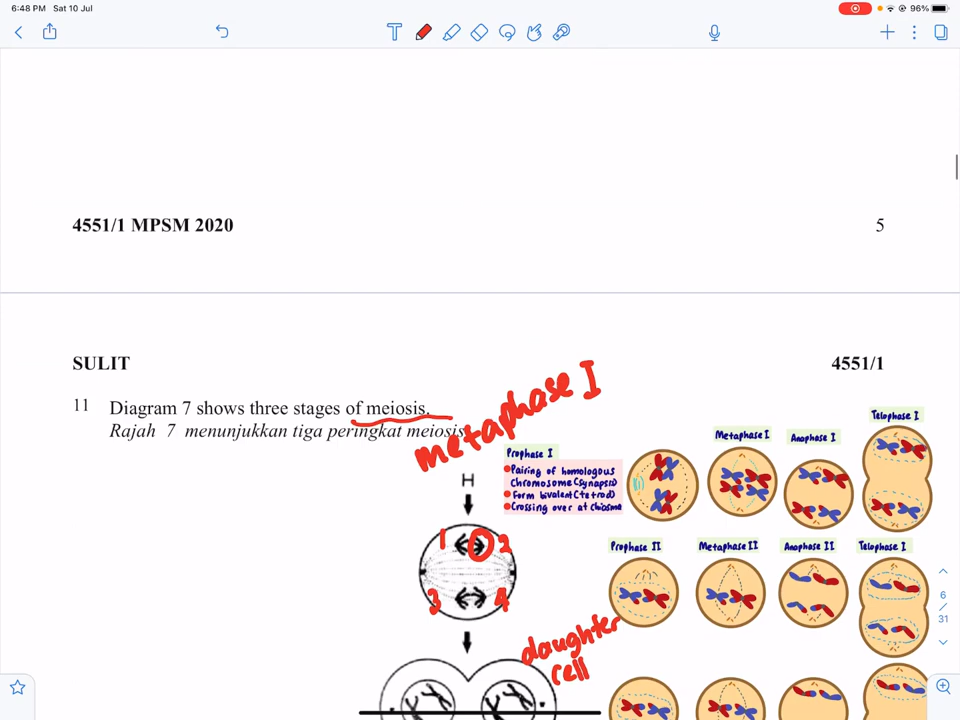 6:48 PM Sat 10 Jul
96%
4551/1 MPSM 2020
5
SULIT
4551/1
11 Diagram 7 shows three stages of meiosis.
Rajah 7 menunjukkan tiga peringkat meiosis
metaphase I
H
1 2
3 4
daughter
cell
Prophase I
Pairing of homologous
Chromosome (synapsis)
Form bivalent (tetrad)
Crossing over at chiasma
Metaphase I
Anaphase I
Telophase I
Prophase II
Metaphase II
Anaphase II
Telophase I
6
/
31